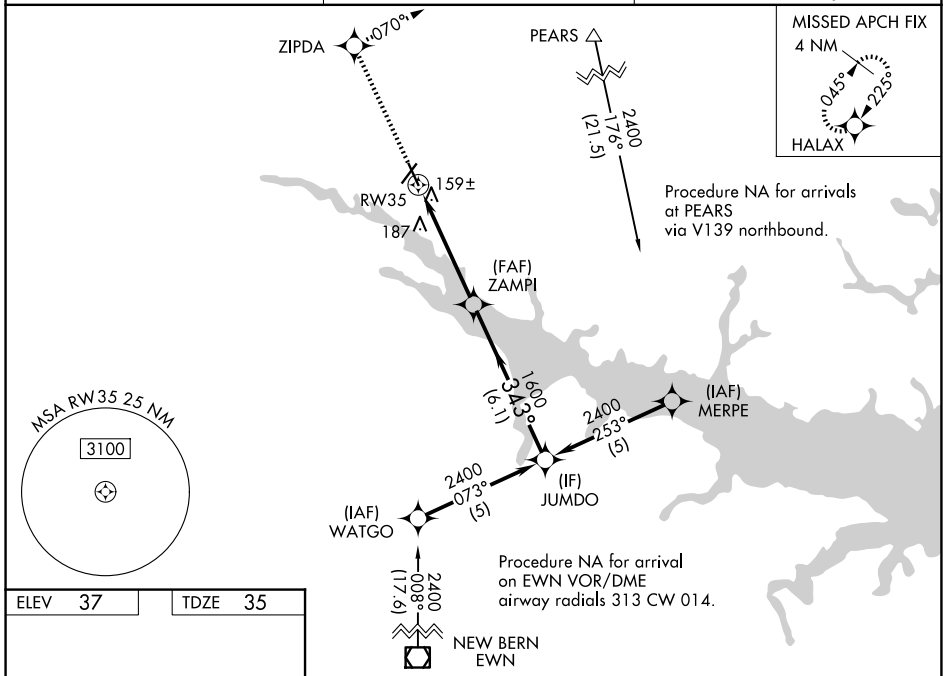 ZIPDA
070°
PEARS
2400
176°
(21.5)
MISSED APCH FIX
4 NM
045°
225°
HALAX
RW35
159±
187
Procedure NA for arrivals
at PEARS
via V139 northbound.
(FAF)
ZAMPI
1600
343°
(6.1)
(IAF)
MERPE
2400
253°
(5)
MSA RW35 25 NM
3100
(IF)
JUMDO
2400
073°
(5)
(IAF)
WATGO
2400
008°
(17.6)
Procedure NA for arrival
on EWN VOR/DME
airway radials 313 CW 014.
NEW BERN
EWN
ELEV 37
TDZE 35